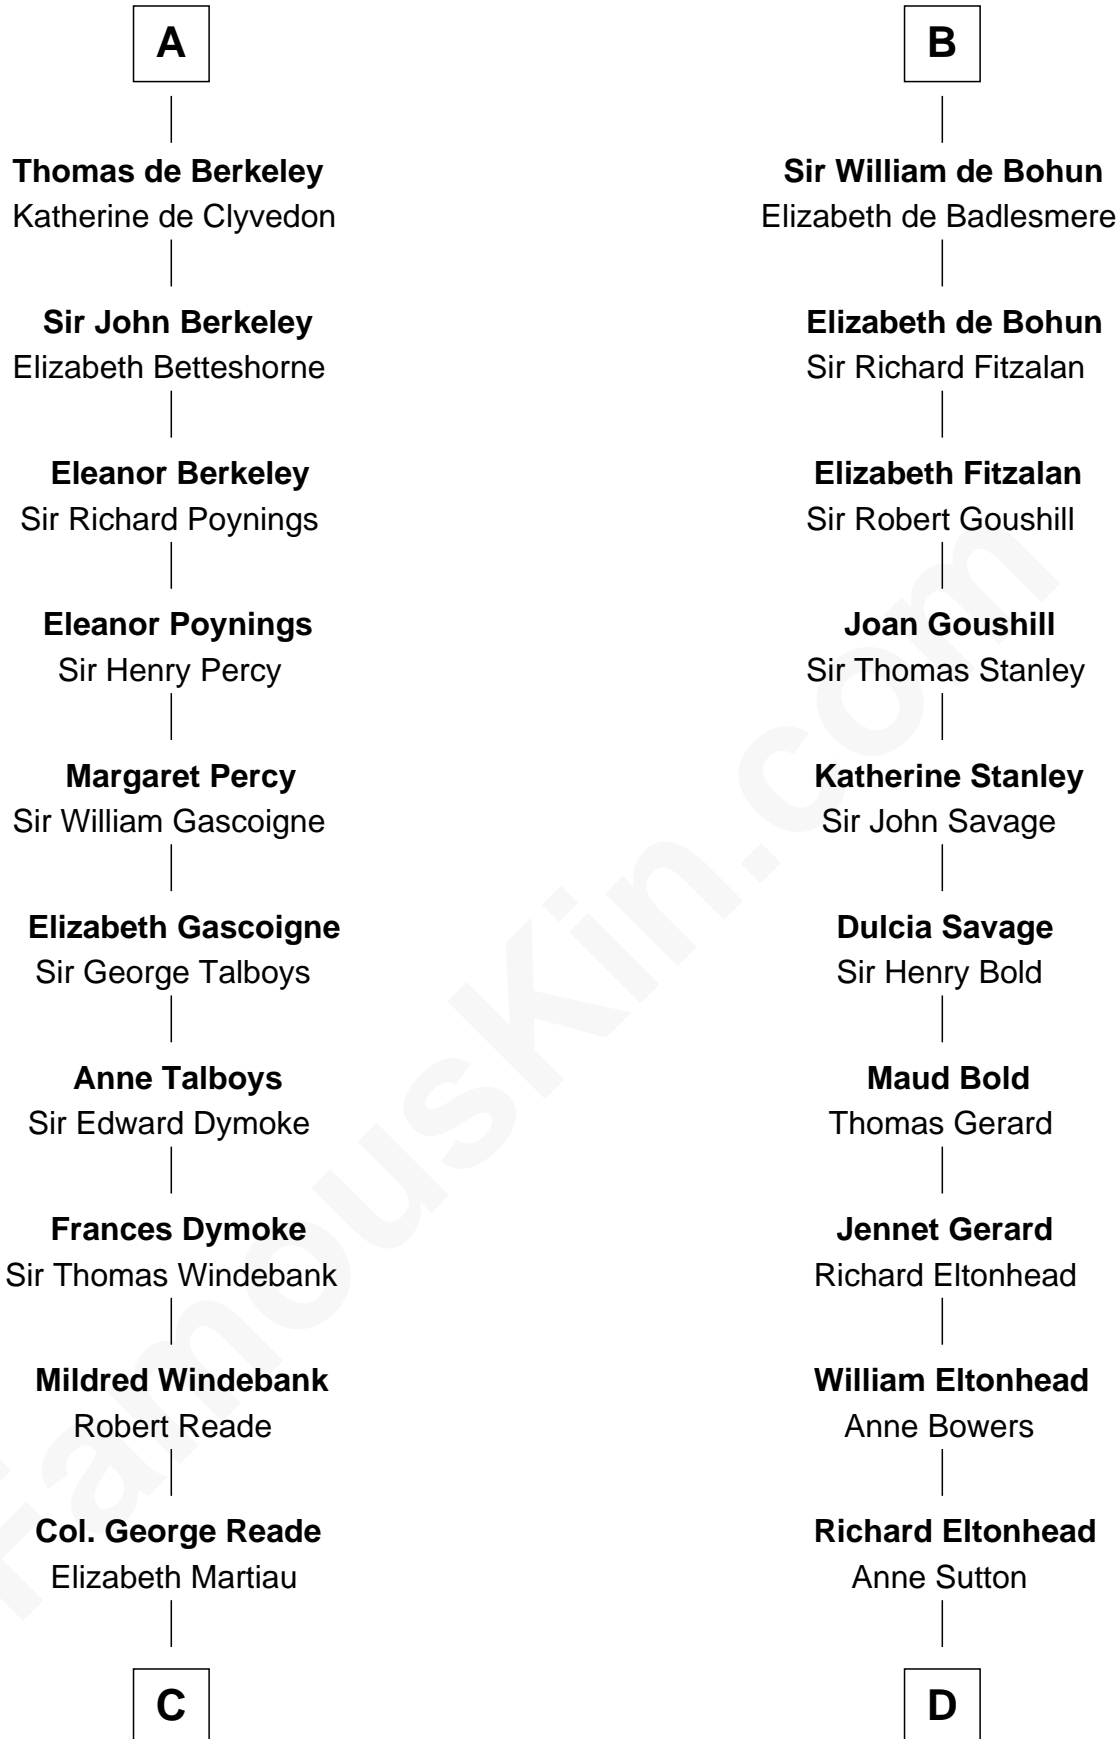 A
Thomas de Berkeley
Katherine de Clyvedon
Sir John Berkeley
Elizabeth Betteshorne
Eleanor Berkeley
Sir Richard Poynings
Eleanor Poynings
Sir Henry Percy
Margaret Percy
Sir William Gascoigne
Elizabeth Gascoigne
Sir George Talboys
Anne Talboys
Sir Edward Dymoke
Frances Dymoke
Sir Thomas Windebank
Mildred Windebank
Robert Reade
Col. George Reade
Elizabeth Martiau
C
B
Sir William de Bohun
Elizabeth de Badlesmere
Elizabeth de Bohun
Sir Richard Fitzalan
Elizabeth Fitzalan
Sir Robert Goushill
Joan Goushill
Sir Thomas Stanley
Katherine Stanley
Sir John Savage
Dulcia Savage
Sir Henry Bold
Maud Bold
Thomas Gerard
Jennet Gerard
Richard Eltonhead
William Eltonhead
Anne Bowers
Richard Eltonhead
Anne Sutton
D
FamousKin.com